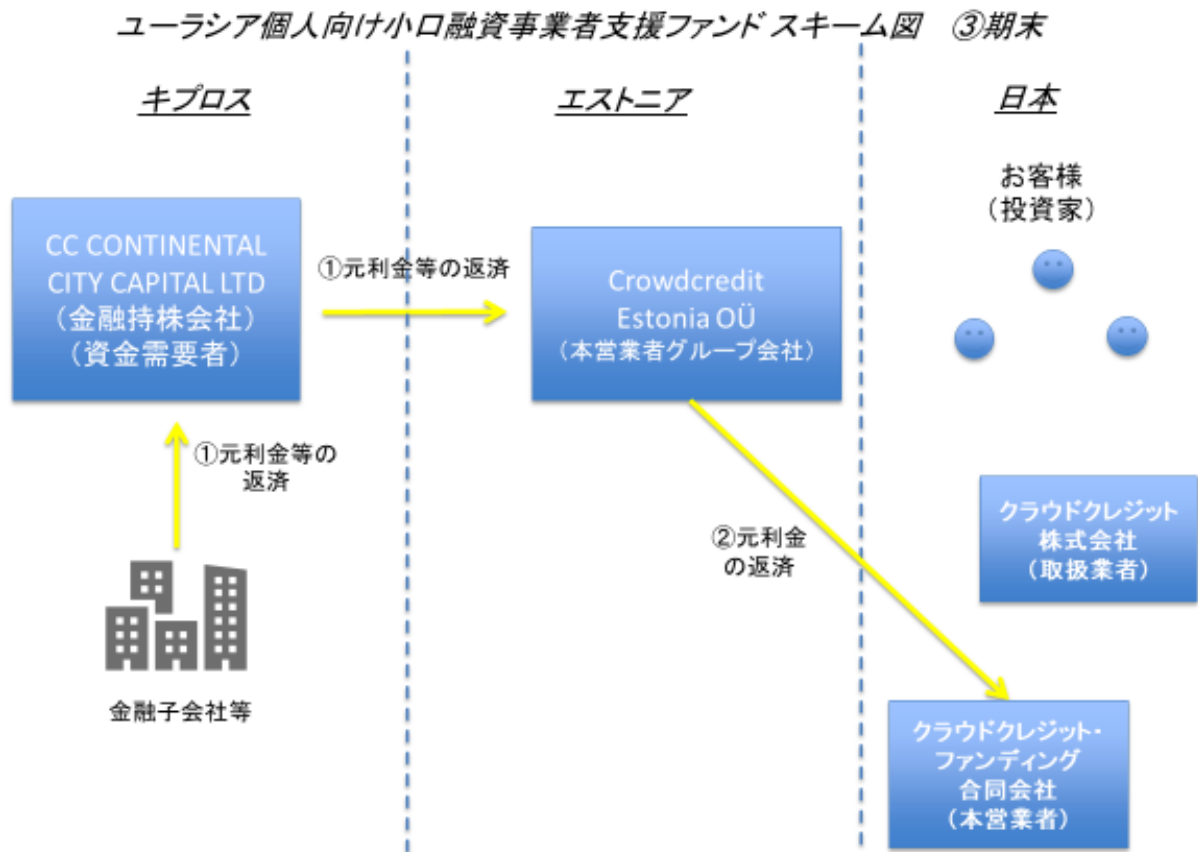 ユーラシア個人向け小口融資事業者支援ファンド スキーム図　③期末
キプロス
エストニア
日本
お客様
（投資家）
CC CONTINENTAL
CITY CAPITAL LTD
（金融持株会社）
（資金需要者）
①元利金等の返済
Crowdcredit
Estonia OÜ
（本営業者グループ会社）
①元利金等の
返済
②元利金
の返済
クラウドクレジット
株式会社
（取扱業者）
金融子会社等
クラウドクレジット・
ファンディング
合同会社
（本営業者）